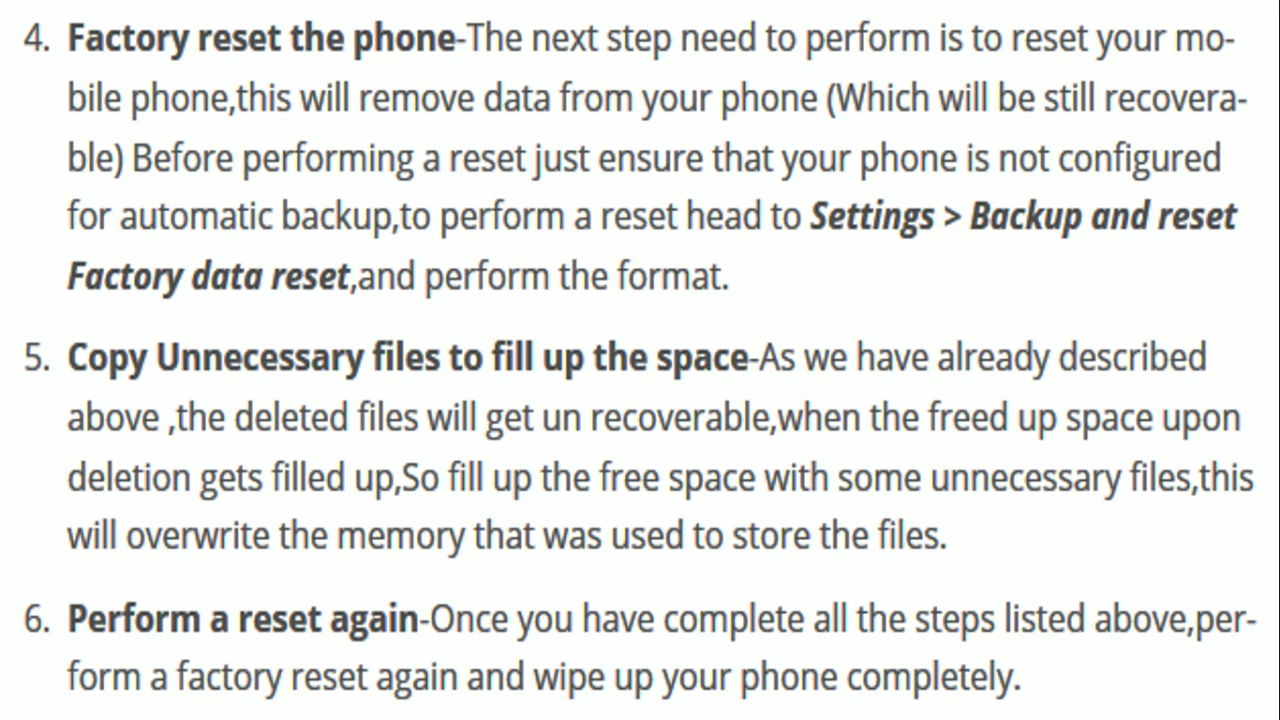 4. Factory reset the phone-The next step need to perform is to reset your mo-
bile phone,this will remove data from your phone (Which will be still recovera-
ble) Before performing a reset just ensure that your phone is not configured
for automatic backup,to perform a reset head to Settings > Backup and reset
Factory data reset,and perform the format.
5. Copy Unnecessary files to fill up the space-As we have already described
above ,the deleted files will get un recoverable,when the freed up space upon
deletion gets filled up,So fill up the free space with some unnecessary files,this
will overwrite the memory that was used to store the files.
6. Perform a reset again-Once you have complete all the steps listed above,per-
form a factory reset again and wipe up your phone completely.